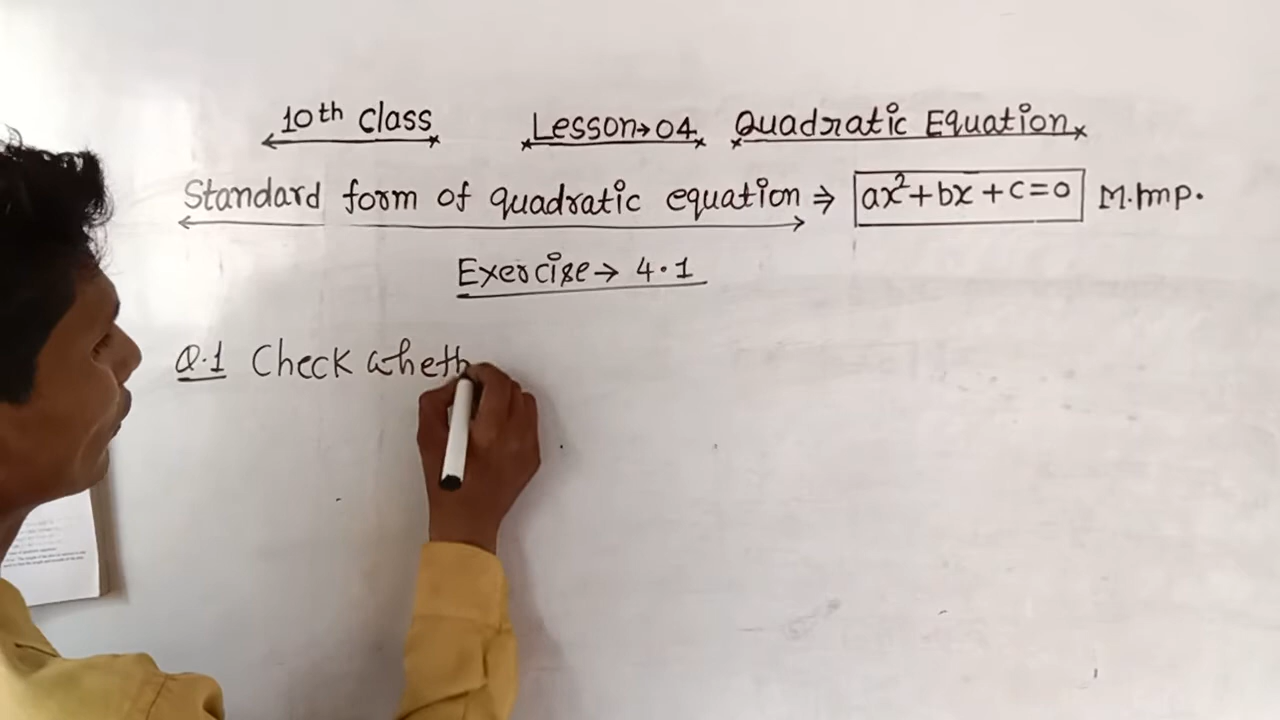 10th Class Lesson→04 Quadratic Equation
Standard form of quadratic equation ⇒ ax²+bx+c=0 M.Imp.
Exercise→ 4.1
Q.1 Check wheth